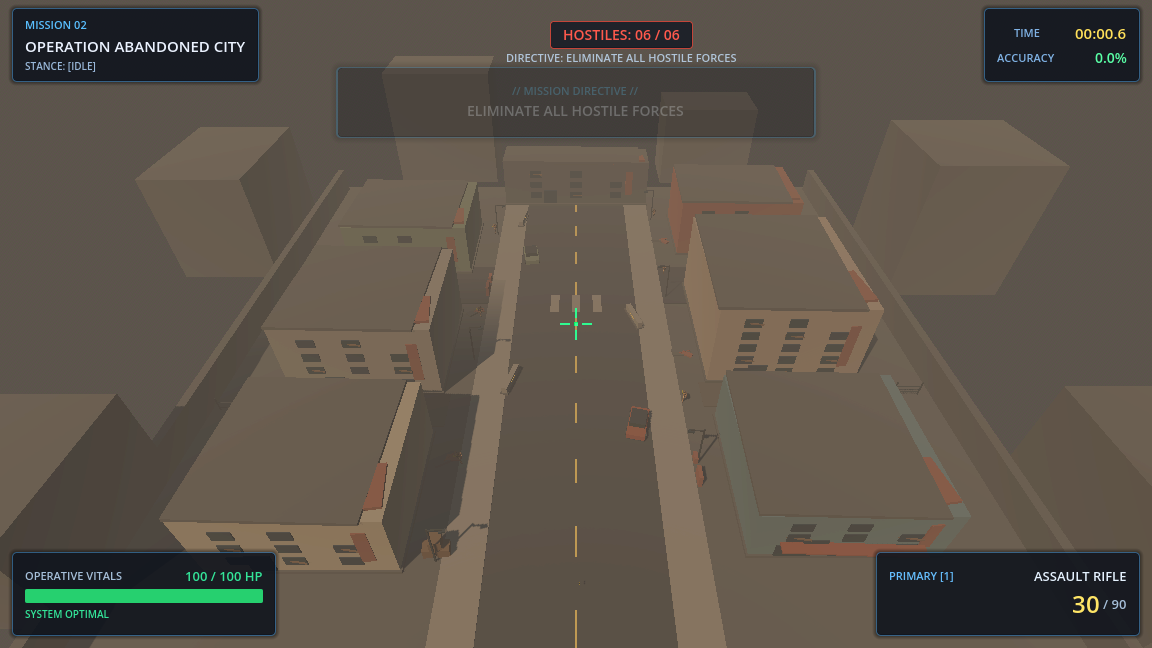 MISSION 02
OPERATION ABANDONED CITY
STANCE: [IDLE]
HOSTILES: 06 / 06
DIRECTIVE: ELIMINATE ALL HOSTILE FORCES
// MISSION DIRECTIVE //
ELIMINATE ALL HOSTILE FORCES
TIME 00:00.6
ACCURACY 0.0%
OPERATIVE VITALS 100 / 100 HP
SYSTEM OPTIMAL
PRIMARY [1] ASSAULT RIFLE
30 / 90